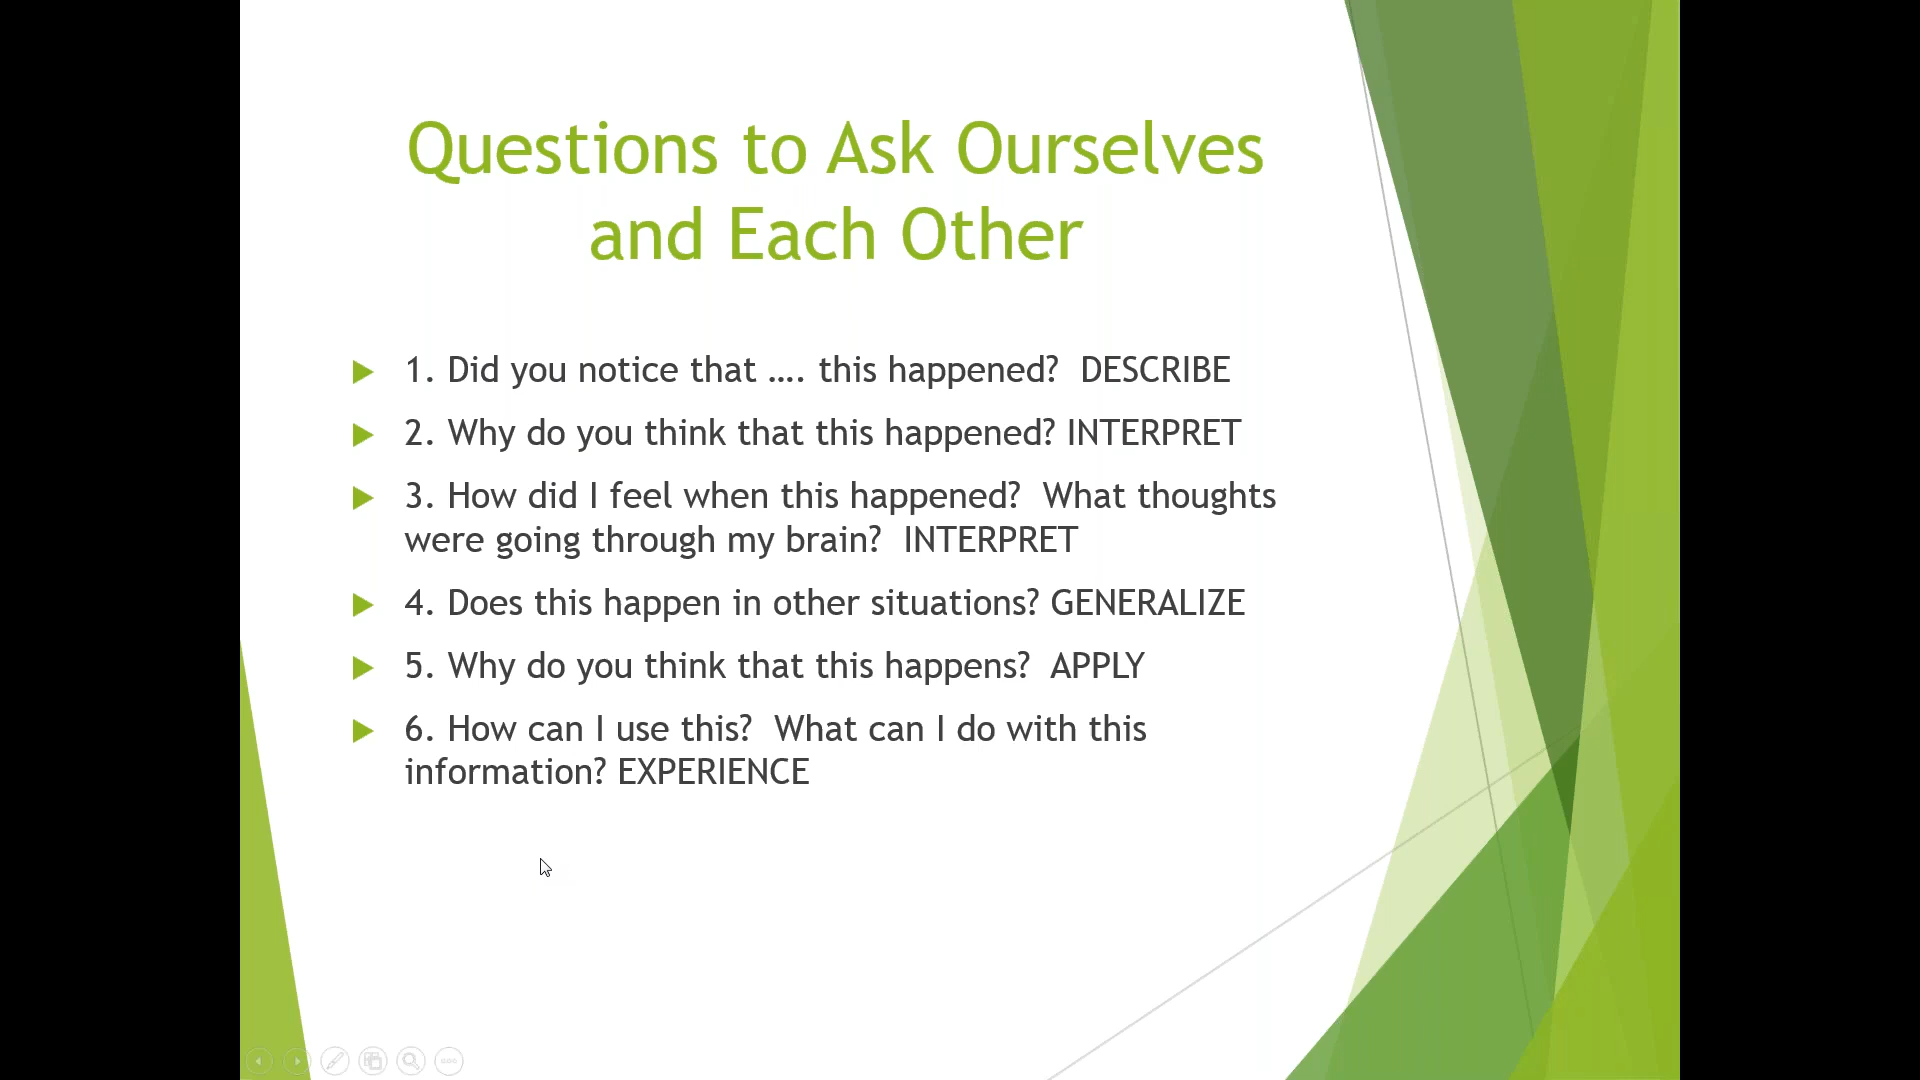 Questions to Ask Ourselves
and Each Other
1. Did you notice that .... this happened?  DESCRIBE
2. Why do you think that this happened? INTERPRET
3. How did I feel when this happened?  What thoughts
were going through my brain?  INTERPRET
4. Does this happen in other situations? GENERALIZE
5. Why do you think that this happens?  APPLY
6. How can I use this?  What can I do with this
information? EXPERIENCE